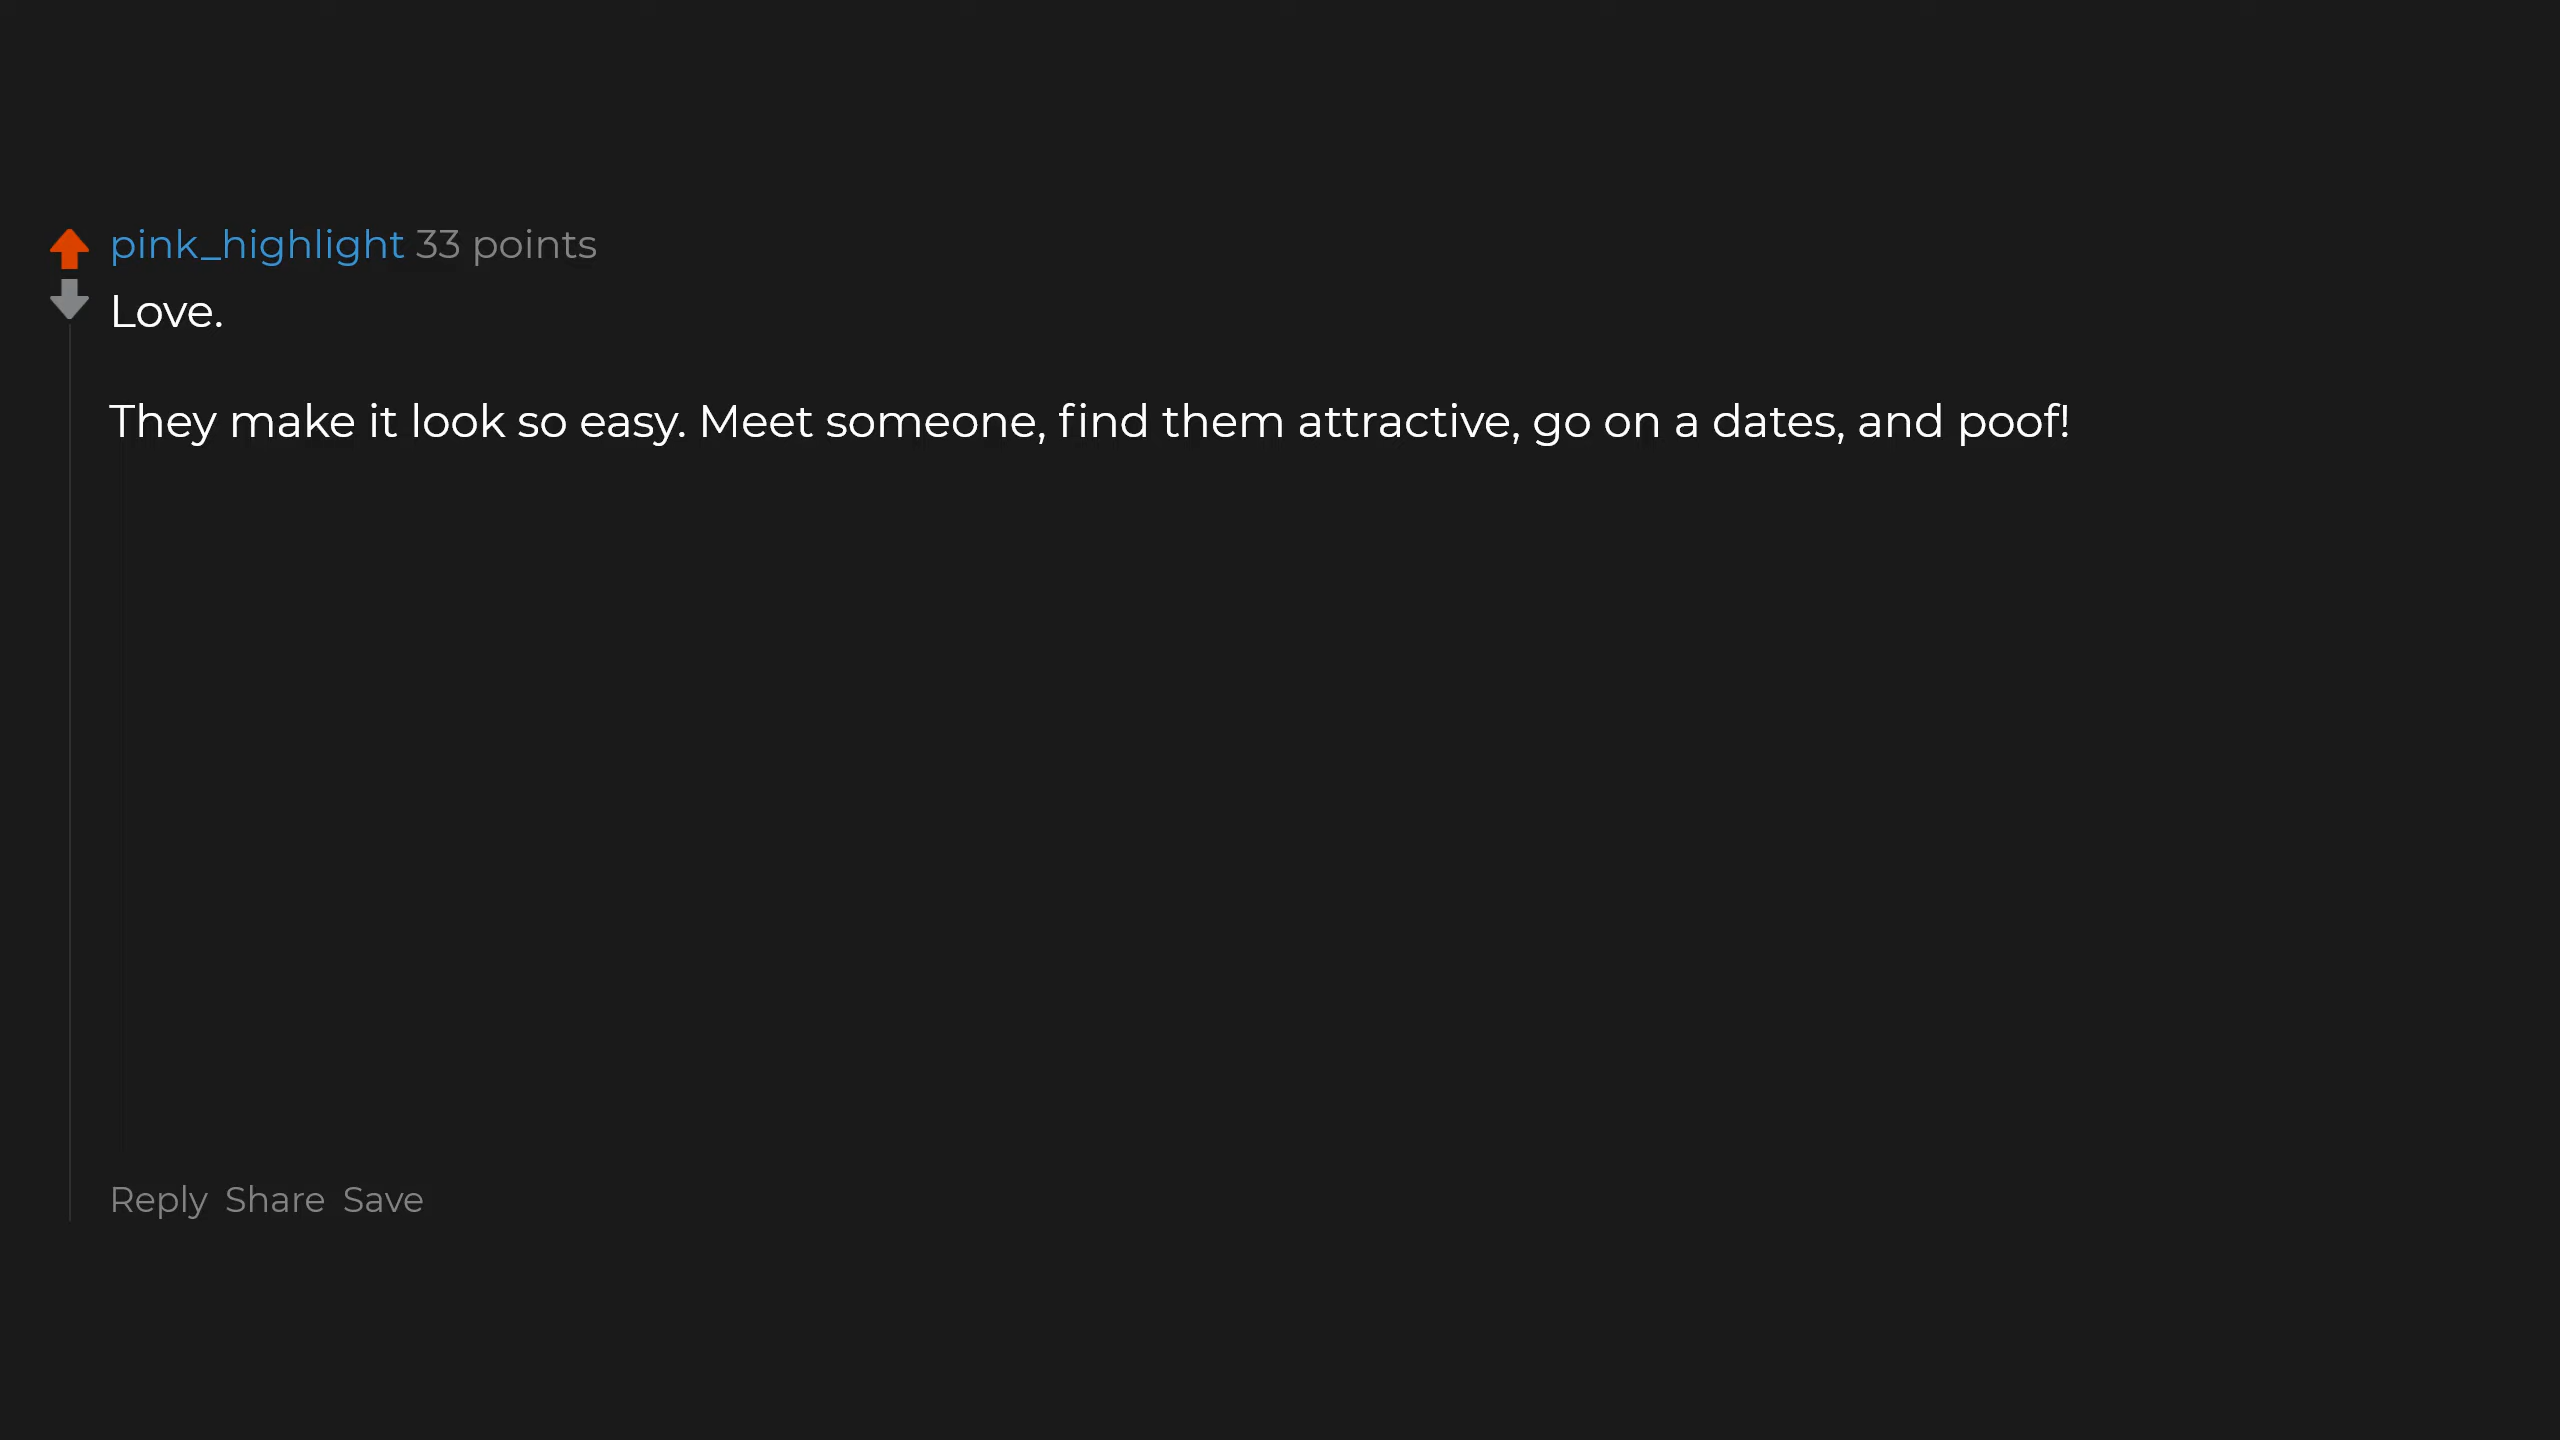 pink_highlight 33 points
Love.
They make it look so easy. Meet someone, find them attractive, go on a dates, and poof!
Reply Share Save